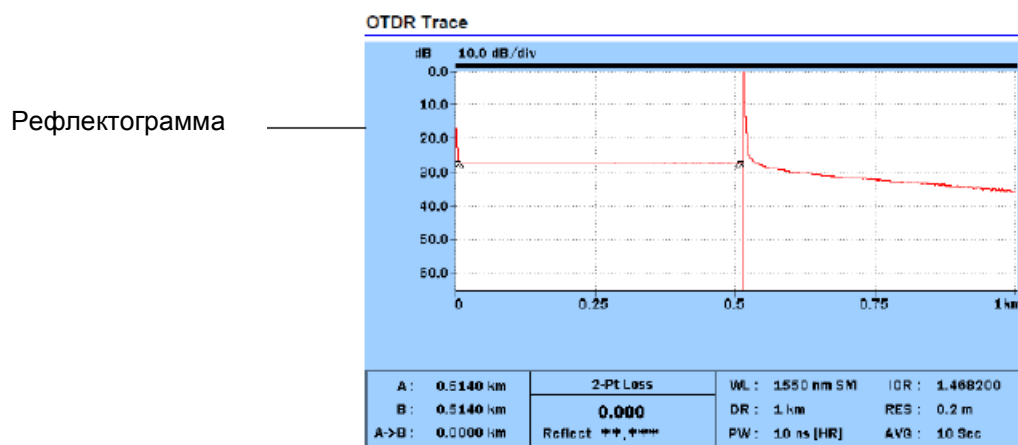 OTDR Trace
dB 10.0 dB/div
0.0
10.0
20.0
30.0
40.0
50.0
60.0
0 0.25 0.5 0.75 1 km
Рефлектограмма
A: 0.5140 km 2-Pt Loss WL: 1550 nm SM IOR: 1.468200
B: 0.5140 km 0.000 DR: 1 km RES: 0.2 m
A->B: 0.0000 km Reflect **.*** PW: 10 ns [HR] AVG: 10 Sec